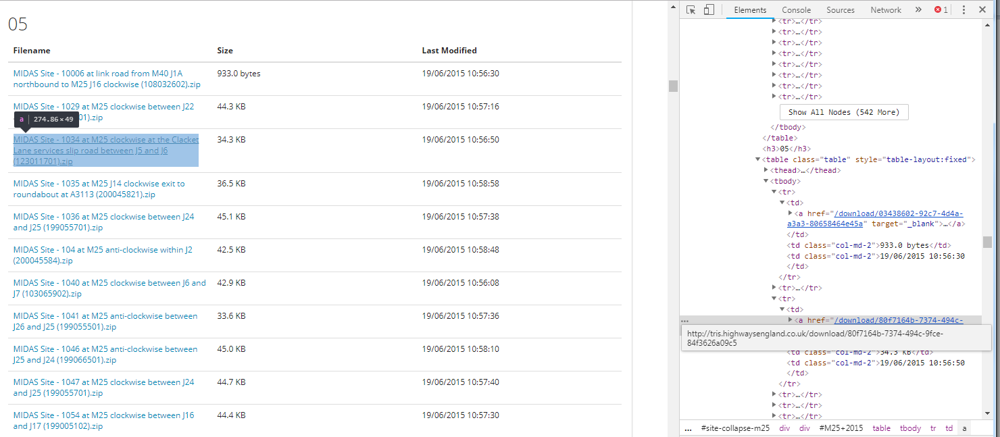 05
Filename Size Last Modified
MIDAS Site - 10006 at link road from M40 J1A 933.0 bytes 19/06/2015 10:56:30
northbound to M25 J16 clockwise (108032602).zip
MIDAS Site - 1029 at M25 clockwise between J22 44.3 KB 19/06/2015 10:57:16
01).zip
a 274.86×49
MIDAS Site - 1034 at M25 clockwise at the Clacket 34.3 KB 19/06/2015 10:56:50
Lane services slip road between J5 and J6
(123011701).zip
MIDAS Site - 1035 at M25 J14 clockwise exit to 36.5 KB 19/06/2015 10:58:58
roundabout at A3113 (200045821).zip
MIDAS Site - 1036 at M25 clockwise between J24 45.1 KB 19/06/2015 10:57:38
and J25 (199055701).zip
MIDAS Site - 104 at M25 anti-clockwise within J2 42.5 KB 19/06/2015 10:58:48
(200045584).zip
MIDAS Site - 1040 at M25 clockwise between J6 and 42.9 KB 19/06/2015 10:56:08
J7 (103065902).zip
MIDAS Site - 1041 at M25 anti-clockwise between 33.6 KB 19/06/2015 10:57:36
J26 and J25 (199055501).zip
MIDAS Site - 1046 at M25 anti-clockwise between 45.0 KB 19/06/2015 10:58:10
J25 and J24 (199066501).zip
MIDAS Site - 1047 at M25 clockwise between J24 44.7 KB 19/06/2015 10:57:40
and J25 (199055701).zip
MIDAS Site - 1054 at M25 clockwise between J16 44.4 KB 19/06/2015 10:57:30
and J17 (199005102).zip
Elements Console Sources Network » 1
<tr>…</tr>
<tr>…</tr>
<tr>…</tr>
<tr>…</tr>
<tr>…</tr>
<tr>…</tr>
<tr>…</tr>
<tr>…</tr>
Show All Nodes (542 More)
</tbody>
</table>
<h3>05</h3>
<table class="table" style="table-layout:fixed">
<thead>…</thead>
<tbody>
<tr>
<td>
<a href="/download/03438602-92c7-4d4a-
a3a3-80658464e45a" target="_blank">…</a>
</td>
<td class="col-md-2">933.0 bytes</td>
<td class="col-md-2">19/06/2015 10:56:30
</td>
</tr>
<tr>…</tr>
<tr>
<td>
… <a href="/download/80f7164b-7374-494c-
http://tris.highwaysengland.co.uk/download/80f7164b-7374-494c-9fce-
84f3626a09c5
<td class="col-md-2">34.3 KB</td>
<td class="col-md-2">19/06/2015 10:56:50
</td>
</tr>
<tr>…</tr>
<tr>…</tr>
<tr>…</tr>
... #site-collapse-m25 div div #M25+2015 table tbody tr td a